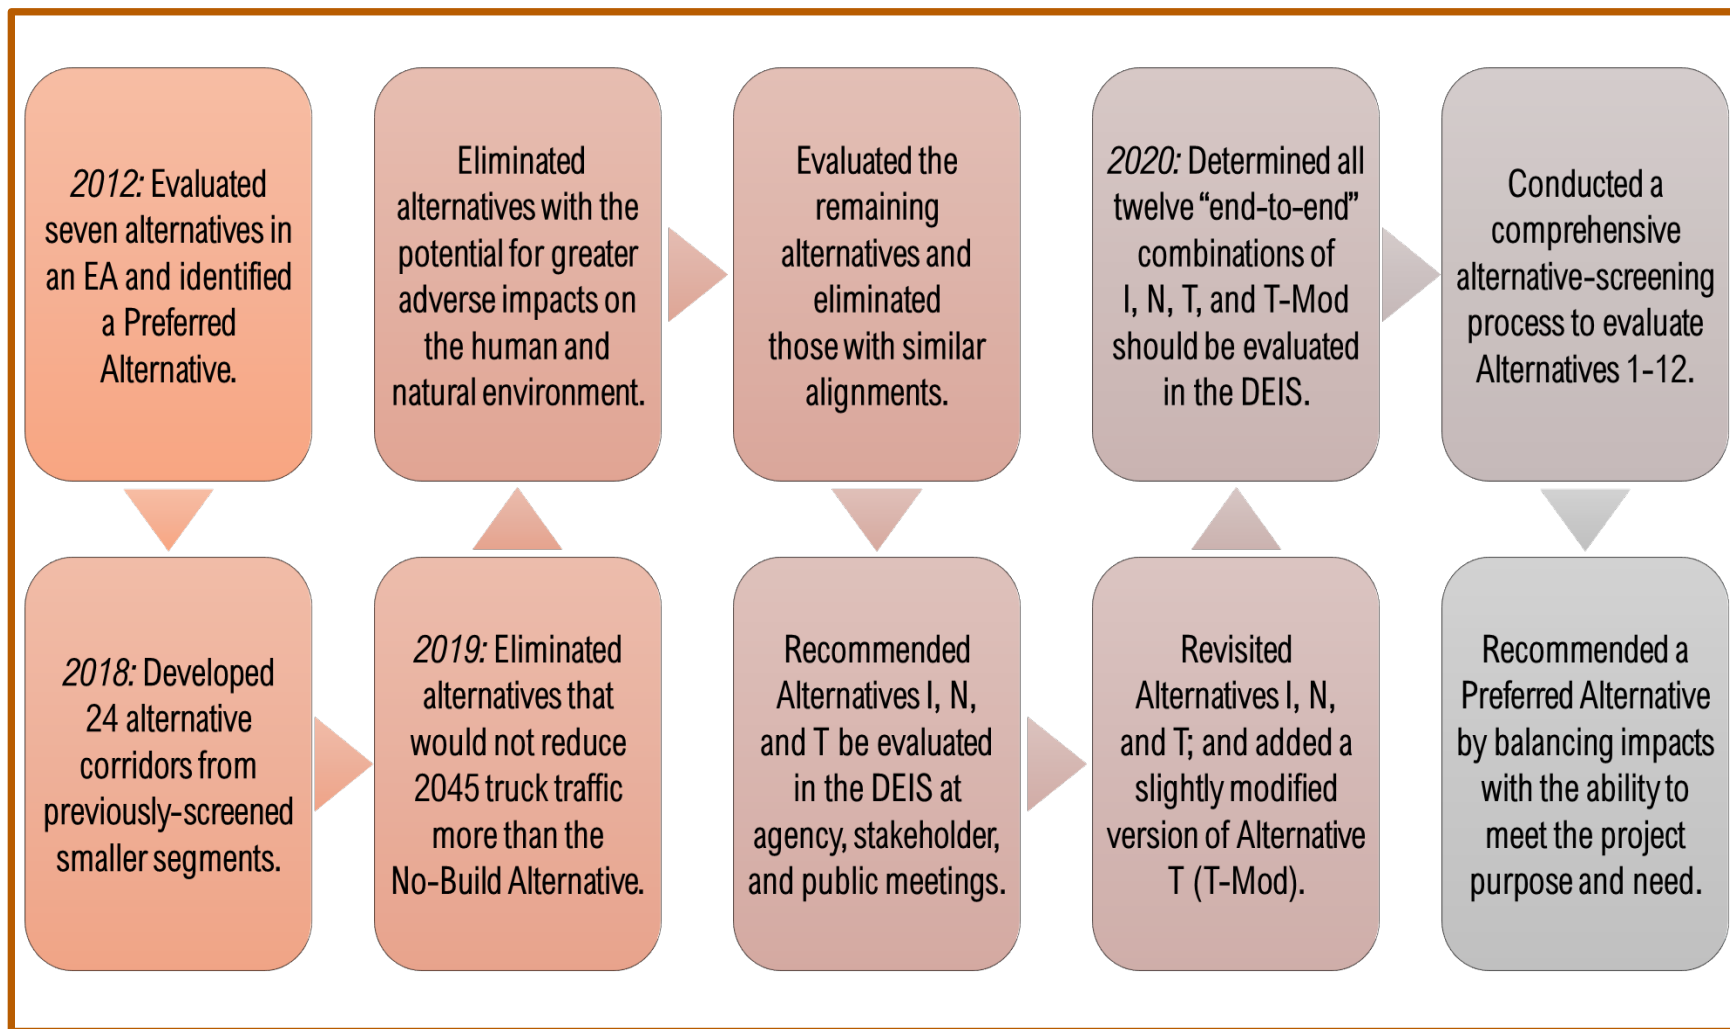 2012: Evaluated
seven alternatives in
an EA and identified
a Preferred
Alternative.
2018: Developed
24 alternative
corridors from
previously-screened
smaller segments.
2019: Eliminated
alternatives that
would not reduce
2045 truck traffic
more than the
No-Build Alternative.
Eliminated
alternatives with the
potential for greater
adverse impacts on
the human and
natural environment.
Evaluated the
remaining
alternatives and
eliminated
those with similar
alignments.
Recommended
Alternatives I, N,
and T be evaluated
in the DEIS at
agency, stakeholder,
and public meetings.
Revisited
Alternatives I, N,
and T; and added a
slightly modified
version of Alternative
T (T-Mod).
2020: Determined all
twelve “end-to-end”
combinations of
I, N, T, and T-Mod
should be evaluated
in the DEIS.
Conducted a
comprehensive
alternative-screening
process to evaluate
Alternatives 1-12.
Recommended a
Preferred Alternative
by balancing impacts
with the ability to
meet the project
purpose and need.